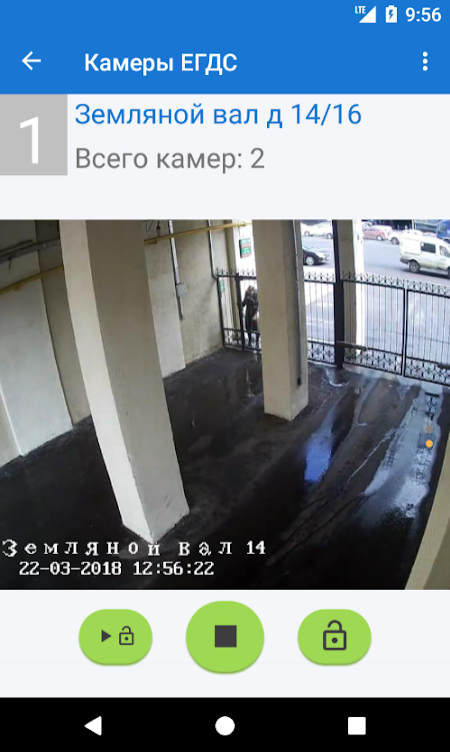 LTE 9:56
Камеры ЕГДС
1
Земляной вал д 14/16
Всего камер: 2
Земляной вал 14
22-03-2018 12:56:22